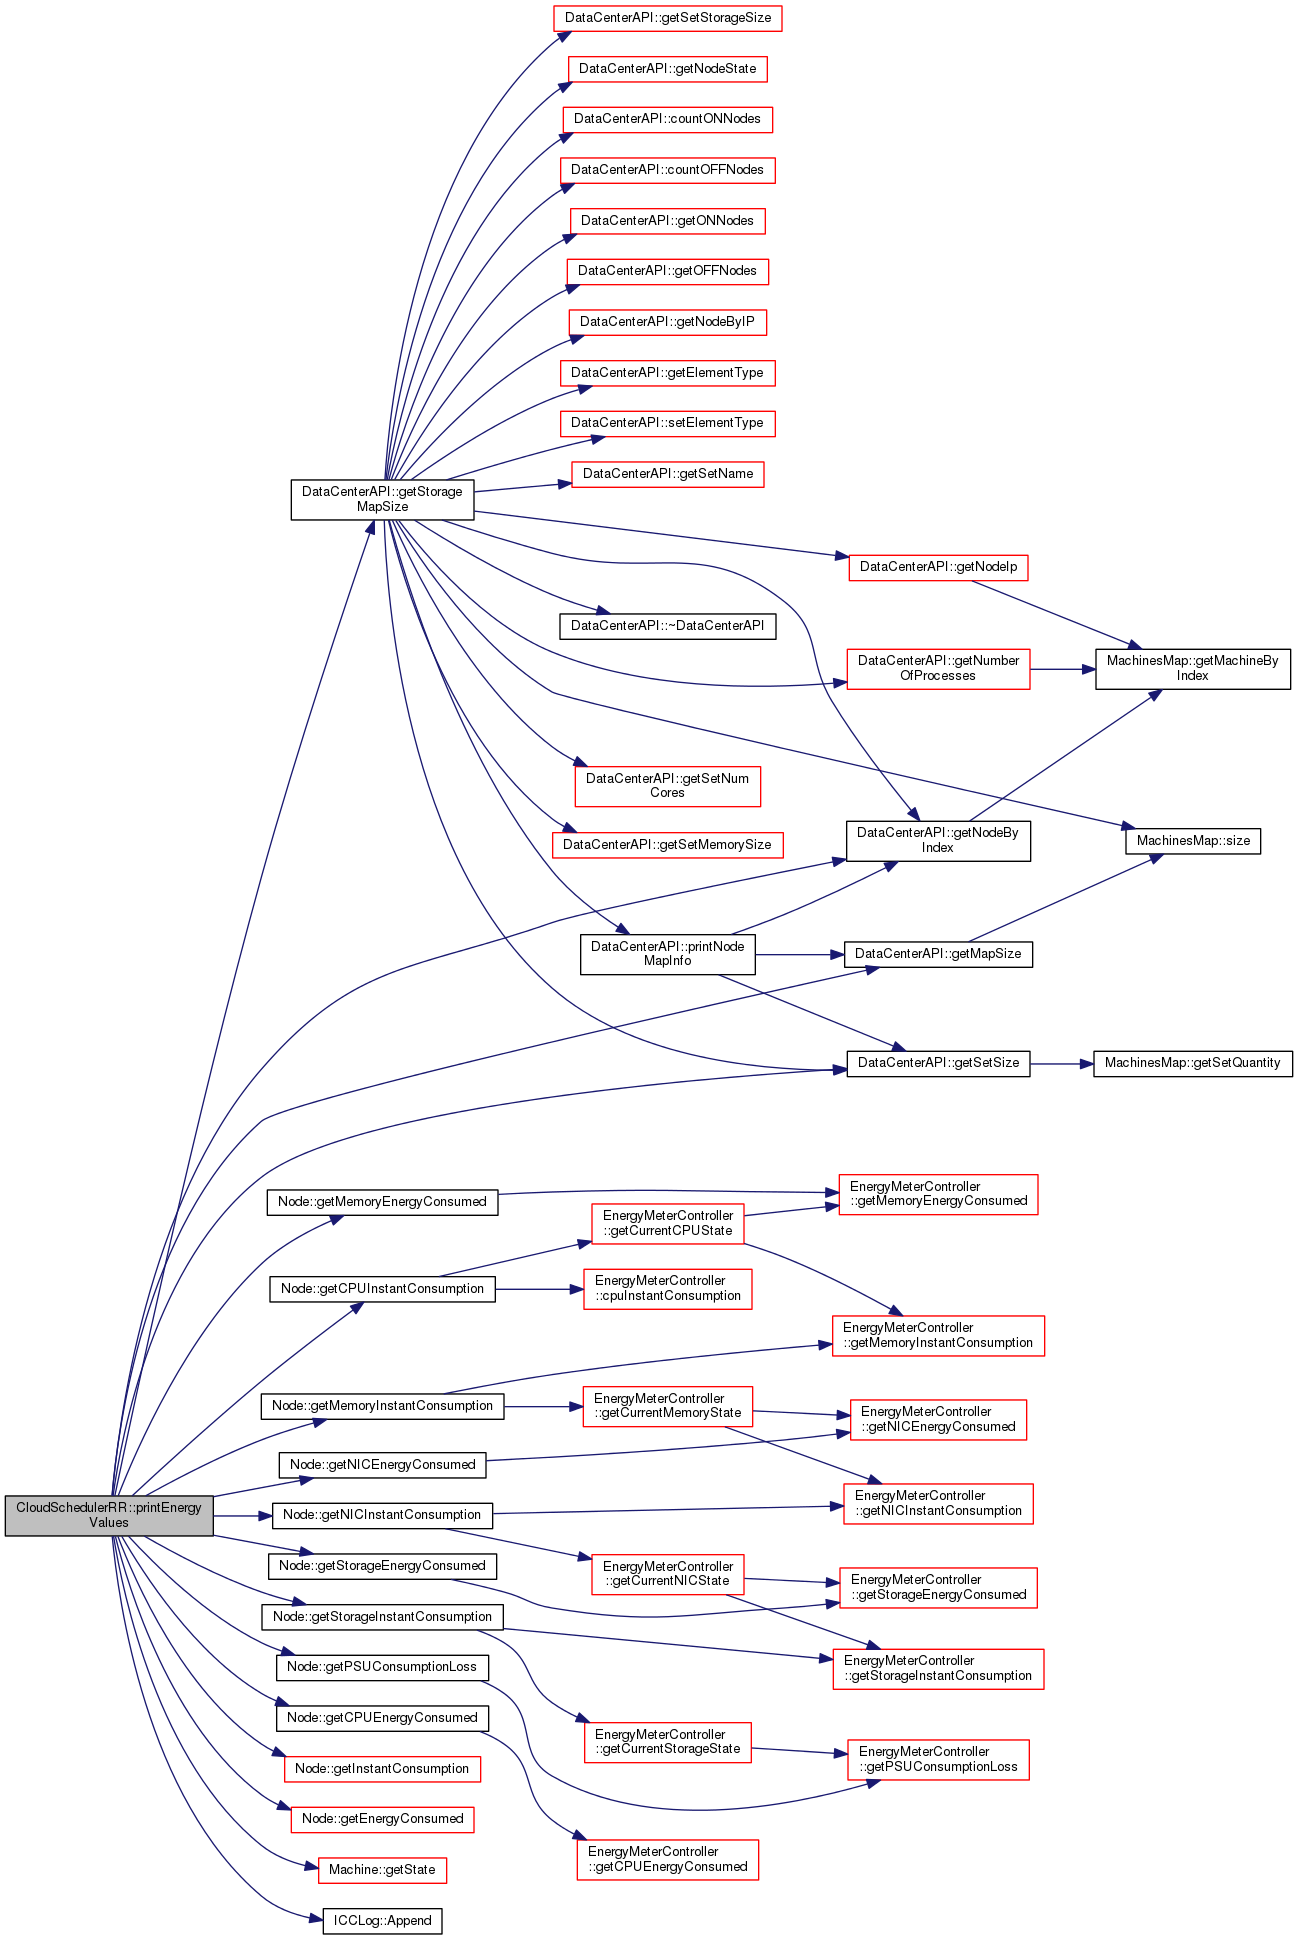 DataCenterAPI::getSetStorageSize
DataCenterAPI::getNodeState
DataCenterAPI::countONNodes
DataCenterAPI::countOFFNodes
DataCenterAPI::getONNodes
DataCenterAPI::getOFFNodes
DataCenterAPI::getNodeByIP
DataCenterAPI::getElementType
DataCenterAPI::setElementType
DataCenterAPI::getSetName
DataCenterAPI::getStorage
MapSize
DataCenterAPI::getNodeIp
DataCenterAPI::~DataCenterAPI
DataCenterAPI::getNumber
OfProcesses
MachinesMap::getMachineBy
Index
DataCenterAPI::getSetNum
Cores
DataCenterAPI::getSetMemorySize
DataCenterAPI::getNodeBy
Index
MachinesMap::size
DataCenterAPI::printNode
MapInfo
DataCenterAPI::getMapSize
DataCenterAPI::getSetSize
MachinesMap::getSetQuantity
Node::getMemoryEnergyConsumed
EnergyMeterController
::getMemoryEnergyConsumed
EnergyMeterController
::getCurrentCPUState
Node::getCPUInstantConsumption
EnergyMeterController
::cpuInstantConsumption
EnergyMeterController
::getMemoryInstantConsumption
Node::getMemoryInstantConsumption
EnergyMeterController
::getCurrentMemoryState
EnergyMeterController
::getNICEnergyConsumed
Node::getNICEnergyConsumed
CloudSchedulerRR::printEnergy
Values
Node::getNICInstantConsumption
EnergyMeterController
::getNICInstantConsumption
Node::getStorageEnergyConsumed
EnergyMeterController
::getCurrentNICState
EnergyMeterController
::getStorageEnergyConsumed
Node::getStorageInstantConsumption
EnergyMeterController
::getStorageInstantConsumption
Node::getPSUConsumptionLoss
Node::getCPUEnergyConsumed
EnergyMeterController
::getCurrentStorageState
EnergyMeterController
::getPSUConsumptionLoss
Node::getInstantConsumption
Node::getEnergyConsumed
EnergyMeterController
::getCPUEnergyConsumed
Machine::getState
ICCLog::Append